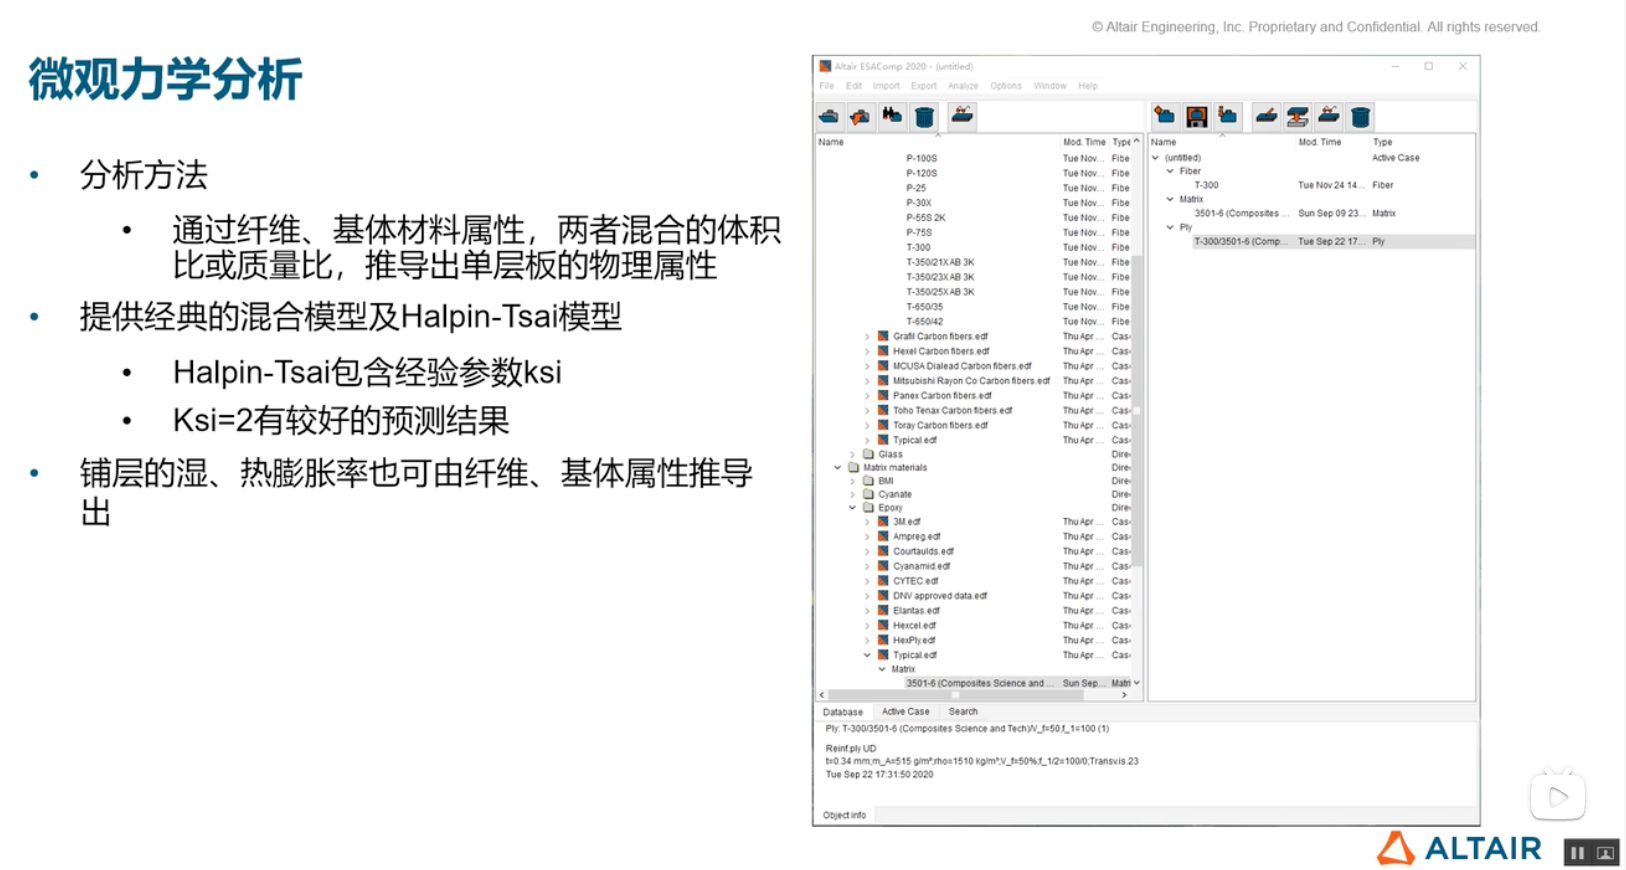 © Altair Engineering, Inc. Proprietary and Confidential. All rights reserved.
微观力学分析
• 分析方法
• 通过纤维、基体材料属性，两者混合的体积
比或质量比，推导出单层板的物理属性
• 提供经典的混合模型及Halpin-Tsai模型
• Halpin-Tsai包含经验参数ksi
• Ksi=2有较好的预测结果
• 铺层的湿、热膨胀率也可由纤维、基体属性推导
出
Altair ESAComp 2020 - (untitled)
File Edit Import Export Analyze Options Window Help
Name Mod. Time Type
P-100S Tue Nov... Fibe
P-120S Tue Nov... Fibe
P-25 Tue Nov... Fibe
P-30X Tue Nov... Fibe
P-55S 2K Tue Nov... Fibe
P-75S Tue Nov... Fibe
T-300 Tue Nov... Fibe
T-350/21X AB 3K Tue Nov... Fibe
T-350/23X AB 3K Tue Nov... Fibe
T-350/25X AB 3K Tue Nov... Fibe
T-650/35 Tue Nov... Fibe
T-650/42 Tue Nov... Fibe
Grafil Carbon fibers.edf Thu Apr ... Cas
Hexcel Carbon fibers.edf Thu Apr ... Cas
MCUSA Dialead Carbon fibers.edf Thu Apr ... Cas
Mitsubishi Rayon Co Carbon fibers.edf Thu Apr ... Cas
Panex Carbon fibers.edf Thu Apr ... Cas
Toho Tenax Carbon fibers.edf Thu Apr ... Cas
Toray Carbon fibers.edf Thu Apr ... Cas
Typical.edf Thu Apr ... Cas
Glass Dire
Matrix materials Dire
BMI Dire
Cyanate Dire
Epoxy Dire
3M.edf Thu Apr ... Cas
Ampreg.edf Thu Apr ... Cas
Courtaulds.edf Thu Apr ... Cas
Cyanamid.edf Thu Apr ... Cas
CYTEC.edf Thu Apr ... Cas
DNV approved data.edf Thu Apr ... Cas
Elantas.edf Thu Apr ... Cas
Hexcel.edf Thu Apr ... Cas
HexPly.edf Thu Apr ... Cas
Typical.edf Thu Apr ... Cas
Matrix
3501-6 (Composites Science and ... Sun Sep... Matri
Name Mod. Time Type
(untitled) Active Case
Fiber
T-300 Tue Nov 24 14... Fiber
Matrix
3501-6 (Composites ... Sun Sep 09 23... Matrix
Ply
T-300/3501-6 (Comp... Tue Sep 22 17... Ply
Database Active Case Search
Ply: T-300/3501-6 (Composites Science and Tech)/V_f=50;f_1=100 (1)
Reinf.ply UD
t=0.34 mm;m_A=515 g/m²;rho=1510 kg/m³;V_f=50%;f_1/2=100/0;Transv.is.23
Tue Sep 22 17:31:50 2020
Object info
ALTAIR